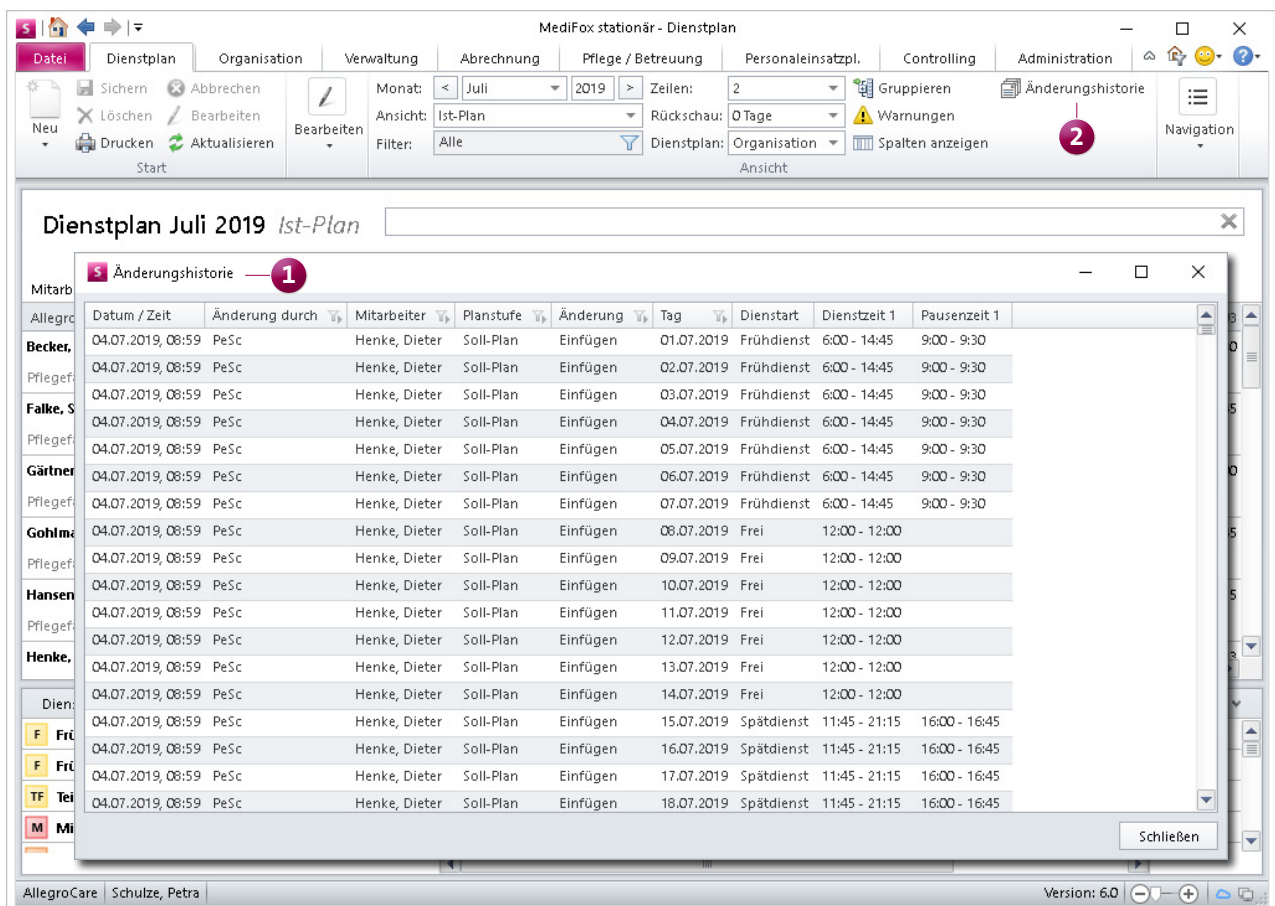 MediFox stationär - Dienstplan
Datei Dienstplan Organisation Verwaltung Abrechnung Pflege / Betreuung Personaleinsatzpl. Controlling Administration
Sichern Abbrechen Monat: < Juli 2019 > Zeilen: 2 Gruppieren Änderungshistorie
Löschen Bearbeiten Ansicht: Ist-Plan Rückschau: 0 Tage Warnungen
Neu Bearbeiten 2 Navigation
Drucken Aktualisieren Filter: Alle Dienstplan: Organisation Spalten anzeigen
Start Ansicht
Dienstplan Juli 2019 Ist-Plan
S Änderungshistorie 1
Mitarb
Allegro
Becker,
Pflegef
Falke, S
Pflegef
Gärtner
Pflegef
Gohlma
Pflegef
Hansen
Pflegef
Henke,
Dien
F Frü
F Frü
TF Tei
M Mi
Datum / Zeit Änderung durch Mitarbeiter Planstufe Änderung Tag Dienstart Dienstzeit 1 Pausenzeit 1
04.07.2019, 08:59 PeSc Henke, Dieter Soll-Plan Einfügen 01.07.2019 Frühdienst 6:00 - 14:45 9:00 - 9:30
04.07.2019, 08:59 PeSc Henke, Dieter Soll-Plan Einfügen 02.07.2019 Frühdienst 6:00 - 14:45 9:00 - 9:30
04.07.2019, 08:59 PeSc Henke, Dieter Soll-Plan Einfügen 03.07.2019 Frühdienst 6:00 - 14:45 9:00 - 9:30
04.07.2019, 08:59 PeSc Henke, Dieter Soll-Plan Einfügen 04.07.2019 Frühdienst 6:00 - 14:45 9:00 - 9:30
04.07.2019, 08:59 PeSc Henke, Dieter Soll-Plan Einfügen 05.07.2019 Frühdienst 6:00 - 14:45 9:00 - 9:30
04.07.2019, 08:59 PeSc Henke, Dieter Soll-Plan Einfügen 06.07.2019 Frühdienst 6:00 - 14:45 9:00 - 9:30
04.07.2019, 08:59 PeSc Henke, Dieter Soll-Plan Einfügen 07.07.2019 Frühdienst 6:00 - 14:45 9:00 - 9:30
04.07.2019, 08:59 PeSc Henke, Dieter Soll-Plan Einfügen 08.07.2019 Frei 12:00 - 12:00
04.07.2019, 08:59 PeSc Henke, Dieter Soll-Plan Einfügen 09.07.2019 Frei 12:00 - 12:00
04.07.2019, 08:59 PeSc Henke, Dieter Soll-Plan Einfügen 10.07.2019 Frei 12:00 - 12:00
04.07.2019, 08:59 PeSc Henke, Dieter Soll-Plan Einfügen 11.07.2019 Frei 12:00 - 12:00
04.07.2019, 08:59 PeSc Henke, Dieter Soll-Plan Einfügen 12.07.2019 Frei 12:00 - 12:00
04.07.2019, 08:59 PeSc Henke, Dieter Soll-Plan Einfügen 13.07.2019 Frei 12:00 - 12:00
04.07.2019, 08:59 PeSc Henke, Dieter Soll-Plan Einfügen 14.07.2019 Frei 12:00 - 12:00
04.07.2019, 08:59 PeSc Henke, Dieter Soll-Plan Einfügen 15.07.2019 Spätdienst 11:45 - 21:15 16:00 - 16:45
04.07.2019, 08:59 PeSc Henke, Dieter Soll-Plan Einfügen 16.07.2019 Spätdienst 11:45 - 21:15 16:00 - 16:45
04.07.2019, 08:59 PeSc Henke, Dieter Soll-Plan Einfügen 17.07.2019 Spätdienst 11:45 - 21:15 16:00 - 16:45
04.07.2019, 08:59 PeSc Henke, Dieter Soll-Plan Einfügen 18.07.2019 Spätdienst 11:45 - 21:15 16:00 - 16:45
Schließen
AllegroCare Schulze, Petra Version: 6.0